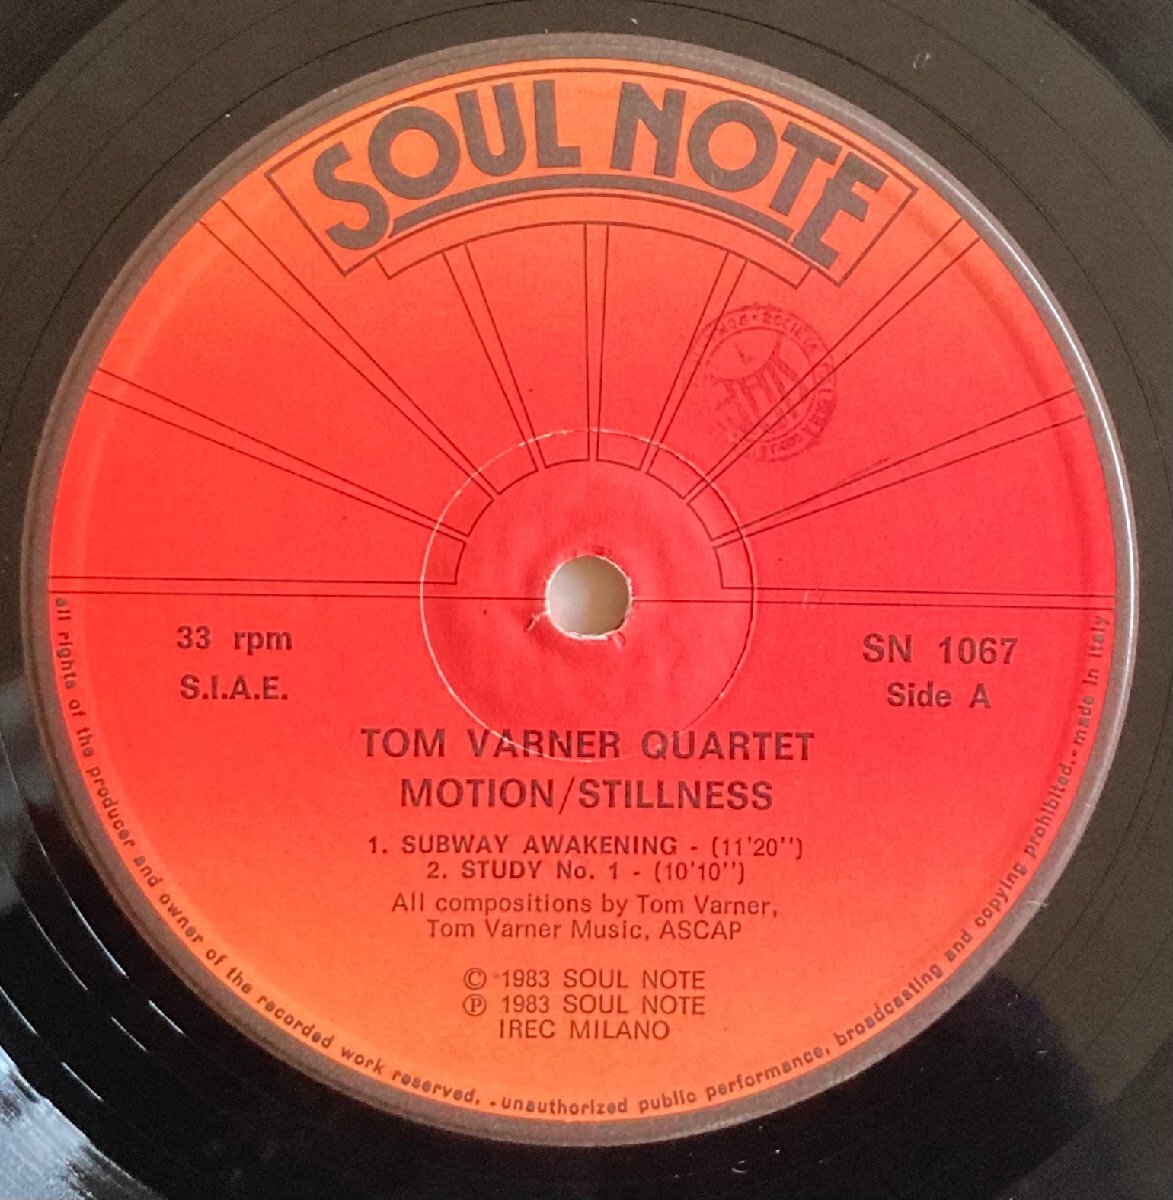 SOUL NOTE
33 rpm
S.I.A.E.
SN 1067
Side A
TOM VARNER QUARTET
MOTION/STILLNESS
1. SUBWAY AWAKENING - (11'20'')
2. STUDY No. 1 - (10'10'')
All compositions by Tom Varner,
Tom Varner Music, ASCAP
© 1983 SOUL NOTE
℗ 1983 SOUL NOTE
IREC MILANO
all rights of the producer and owner of the recorded work reserved. - unauthorized public performance, broadcasting and copying prohibited. - made in Italy